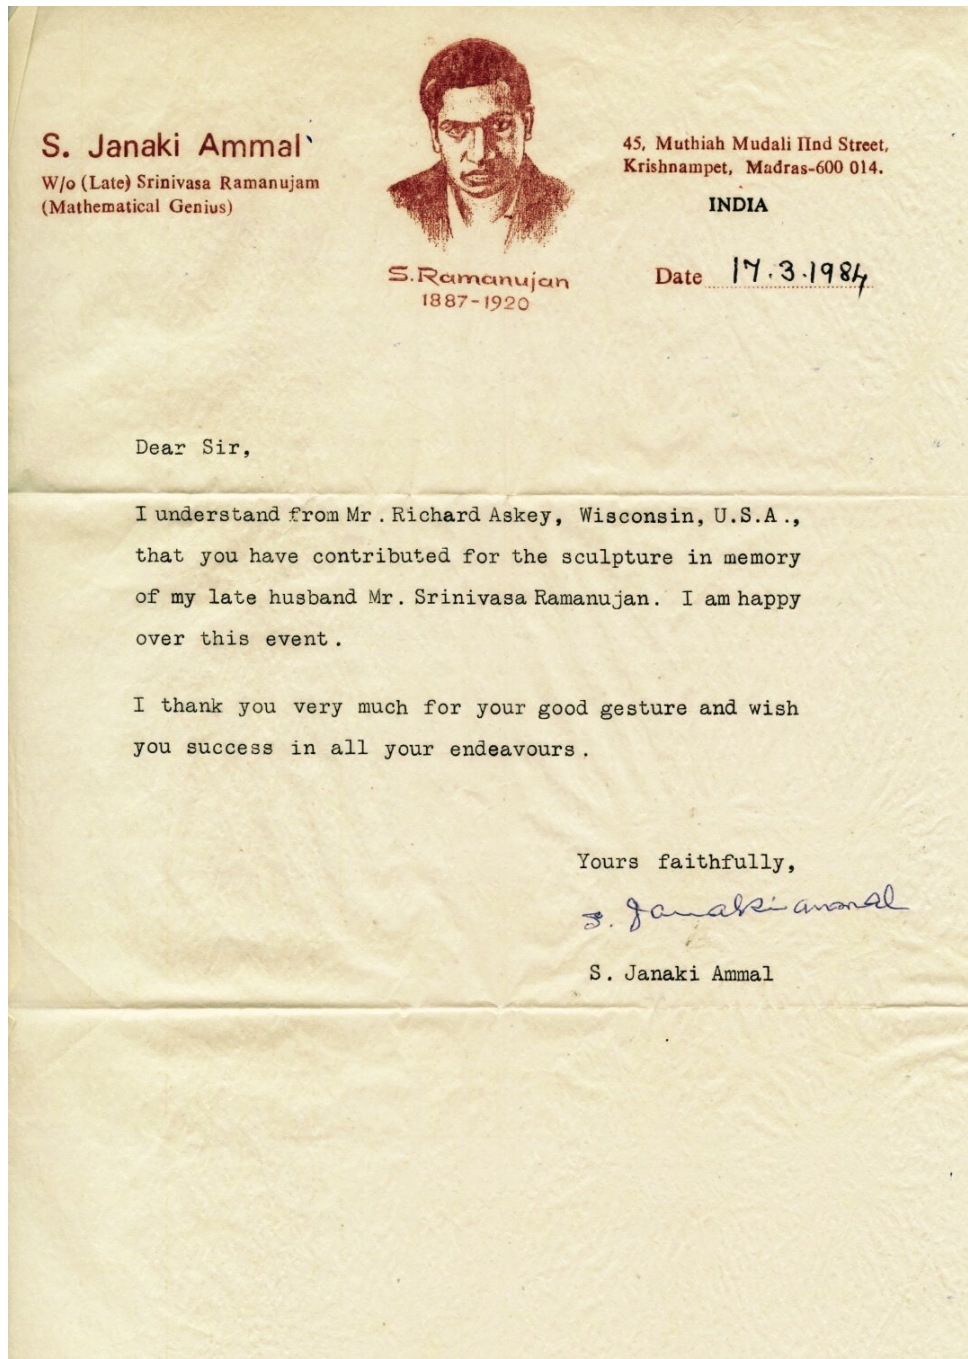 S. Janaki Ammal
W/o (Late) Srinivasa Ramanujam
(Mathematical Genius)
S. Ramanujan
1887-1920
45, Muthiah Mudali IInd Street,
Krishnampet, Madras-600 014.
INDIA
Date 17.3.1984
Dear Sir,
I understand from Mr. Richard Askey, Wisconsin, U.S.A.,
that you have contributed for the sculpture in memory
of my late husband Mr. Srinivasa Ramanujan. I am happy
over this event.
I thank you very much for your good gesture and wish
you success in all your endeavours.
Yours faithfully,
S. Janaki ammal
S. Janaki Ammal